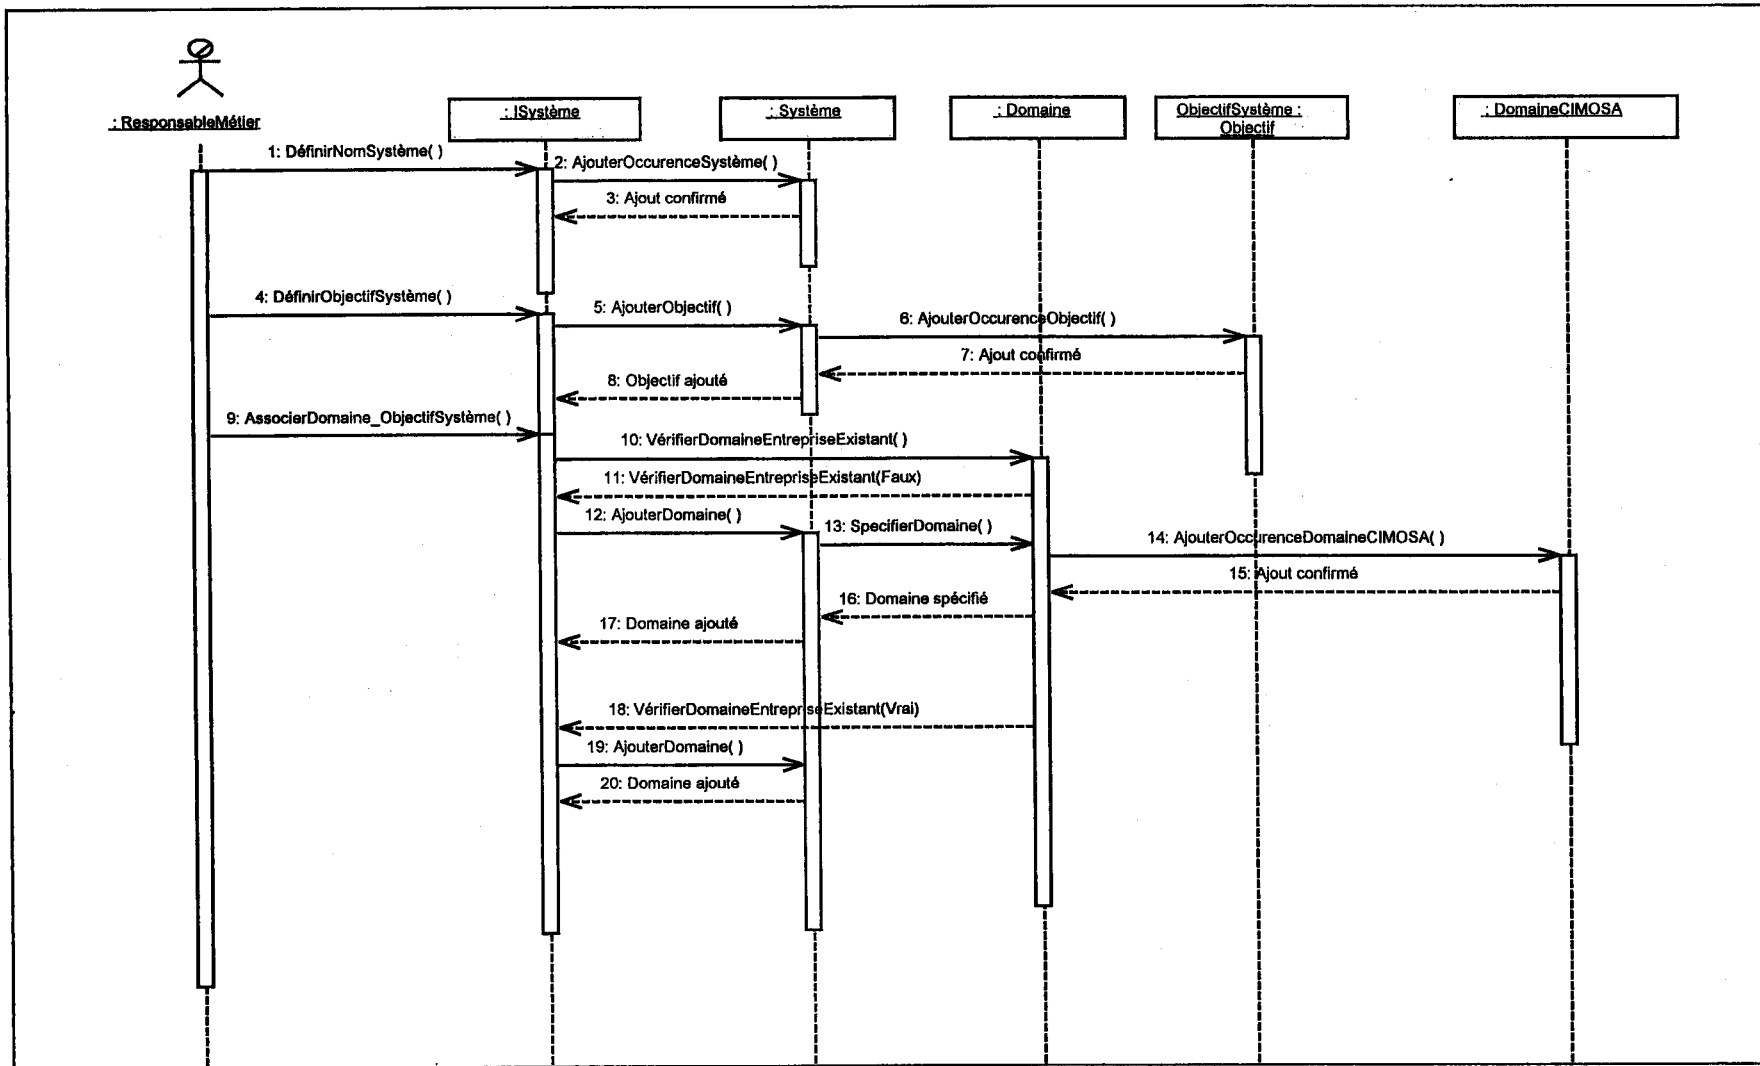 : ResponsableMétier
: ISystème
: Système
: Domaine
ObjectifSystème :
Objectif
: DomaineCIMOSA
1: DéfinirNomSystème( )
2: AjouterOccurenceSystème( )
3: Ajout confirmé
4: DéfinirObjectifSystème( )
5: AjouterObjectif( )
6: AjouterOccurenceObjectif( )
7: Ajout confirmé
8: Objectif ajouté
9: AssocierDomaine_ObjectifSystème( )
10: VérifierDomaineEntrepriseExistant( )
11: VérifierDomaineEntrepriseExistant(Faux)
12: AjouterDomaine( )
13: SpecifierDomaine( )
14: AjouterOccurenceDomaineCIMOSA( )
15: Ajout confirmé
16: Domaine spécifié
17: Domaine ajouté
18: VérifierDomaineEntrepriseExistant(Vrai)
19: AjouterDomaine( )
20: Domaine ajouté